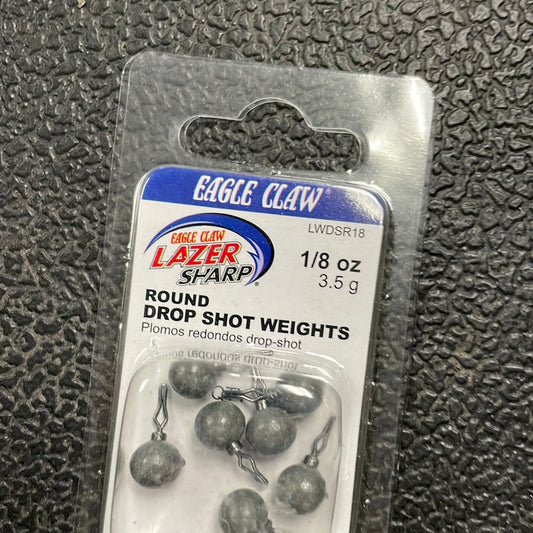 EAGLE CLAW®
LWDSR18
EAGLE CLAW
LAZER
SHARP®
1/8 oz
3.5 g
ROUND
DROP SHOT WEIGHTS
Plomos redondos drop-shot